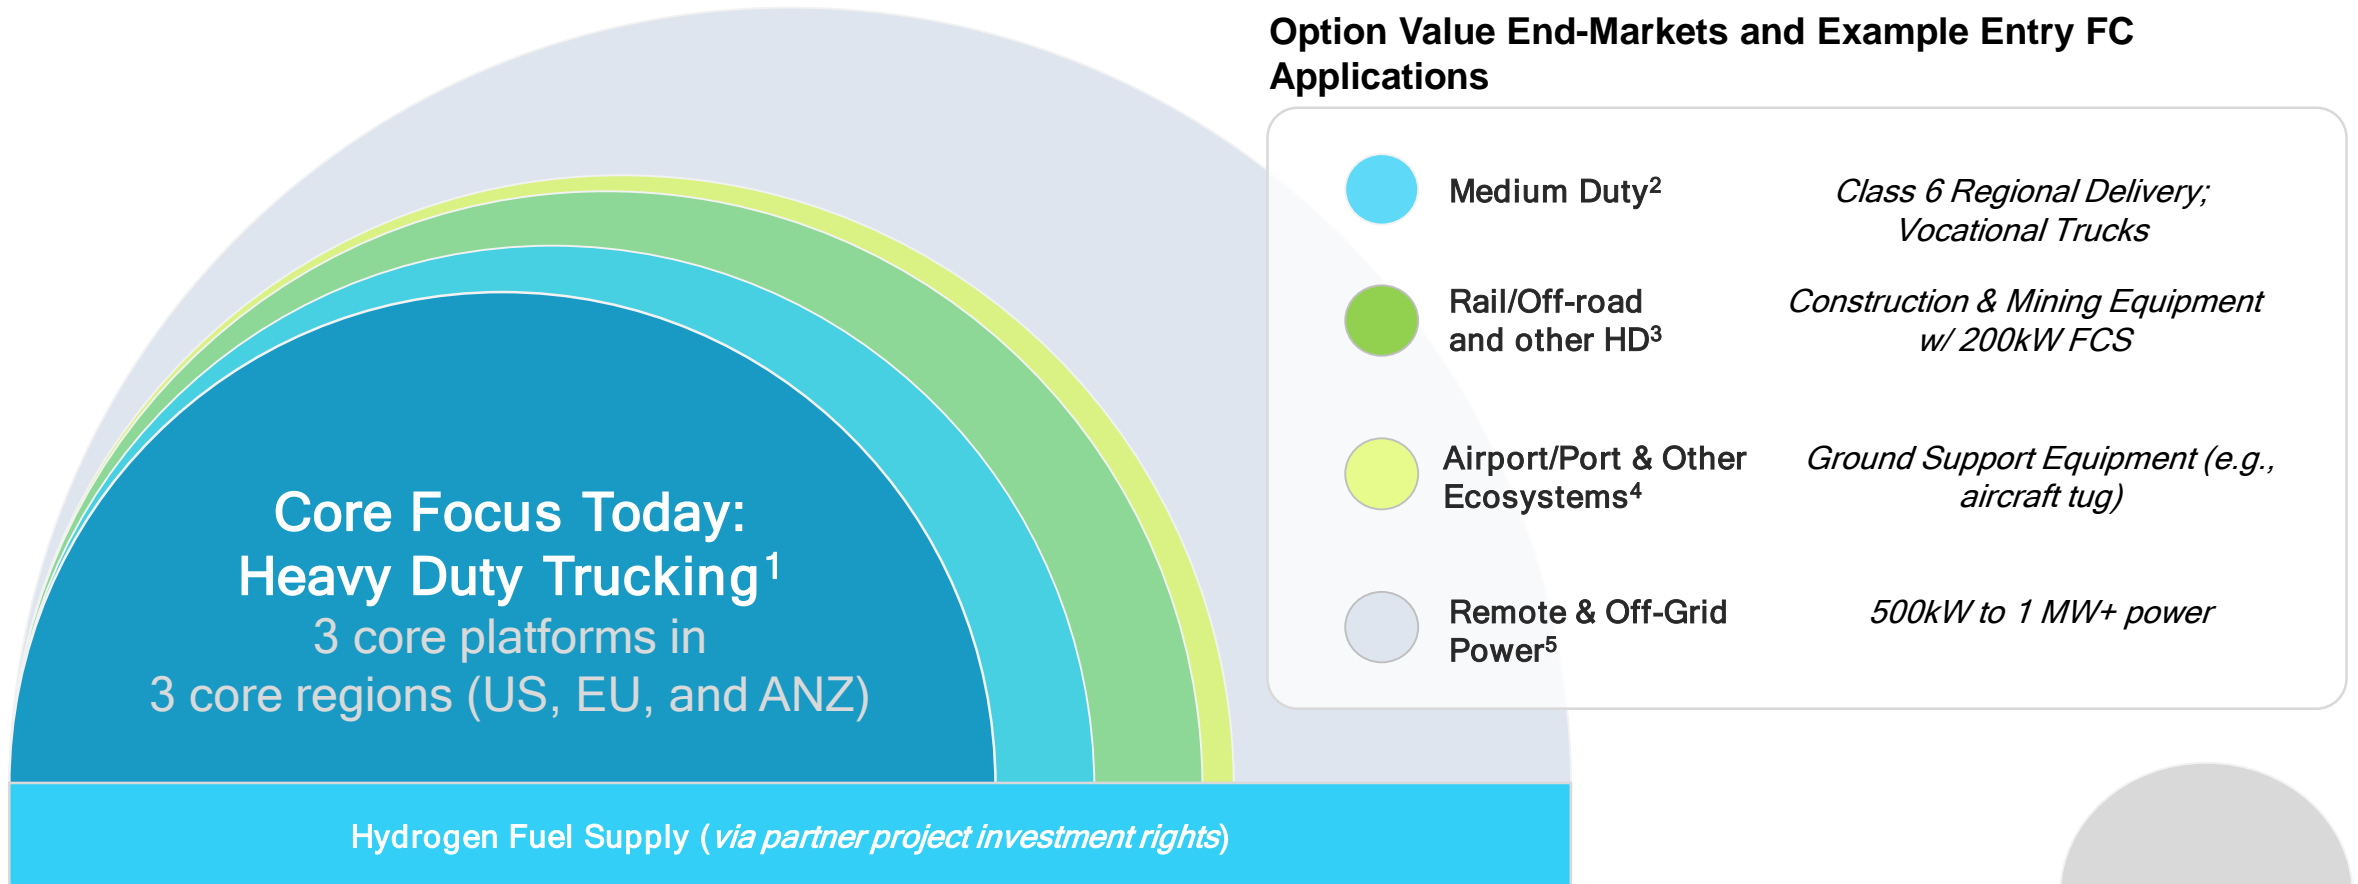 Option Value End-Markets and Example Entry FC
Applications
Medium Duty²
Class 6 Regional Delivery;
Vocational Trucks
Rail/Off-road
and other HD³
Construction & Mining Equipment
w/ 200kW FCS
Airport/Port & Other
Ecosystems⁴
Ground Support Equipment (e.g.,
aircraft tug)
Remote & Off-Grid
Power⁵
500kW to 1 MW+ power
Core Focus Today:
Heavy Duty Trucking¹
3 core platforms in
3 core regions (US, EU, and ANZ)
Hydrogen Fuel Supply (via partner project investment rights)